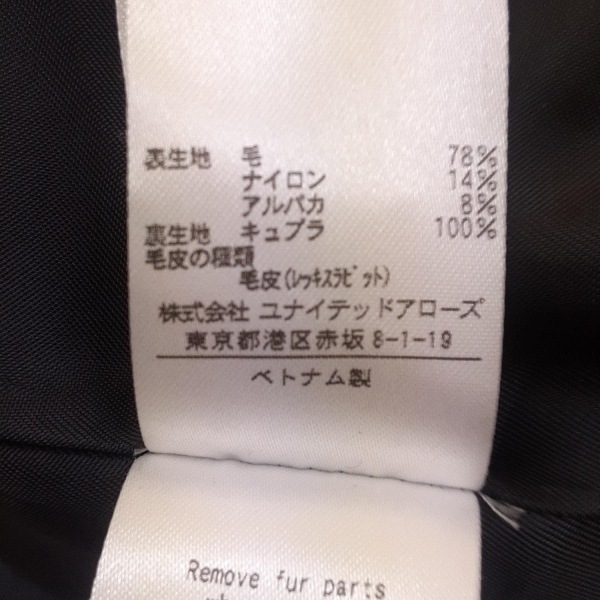 表生地 毛 78%
ナイロン 14%
アルパカ 8%
裏生地 キュプラ 100%
毛皮の種類
毛皮(ﾚｯｷｽﾗﾋﾞｯﾄ)
株式会社 ユナイテッドアローズ
東京都港区赤坂 8-1-19
ベトナム製
Remove fur parts